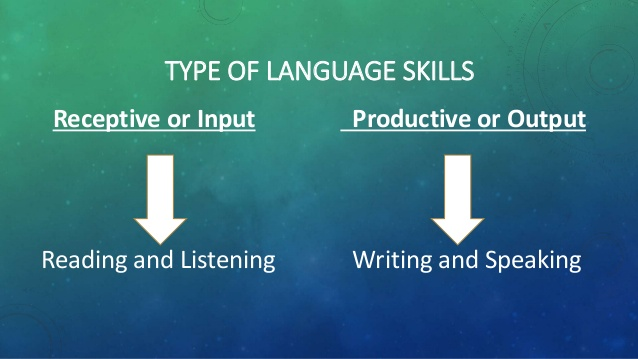 TYPE OF LANGUAGE SKILLS
Receptive or Input
Productive or Output
Reading and Listening
Writing and Speaking